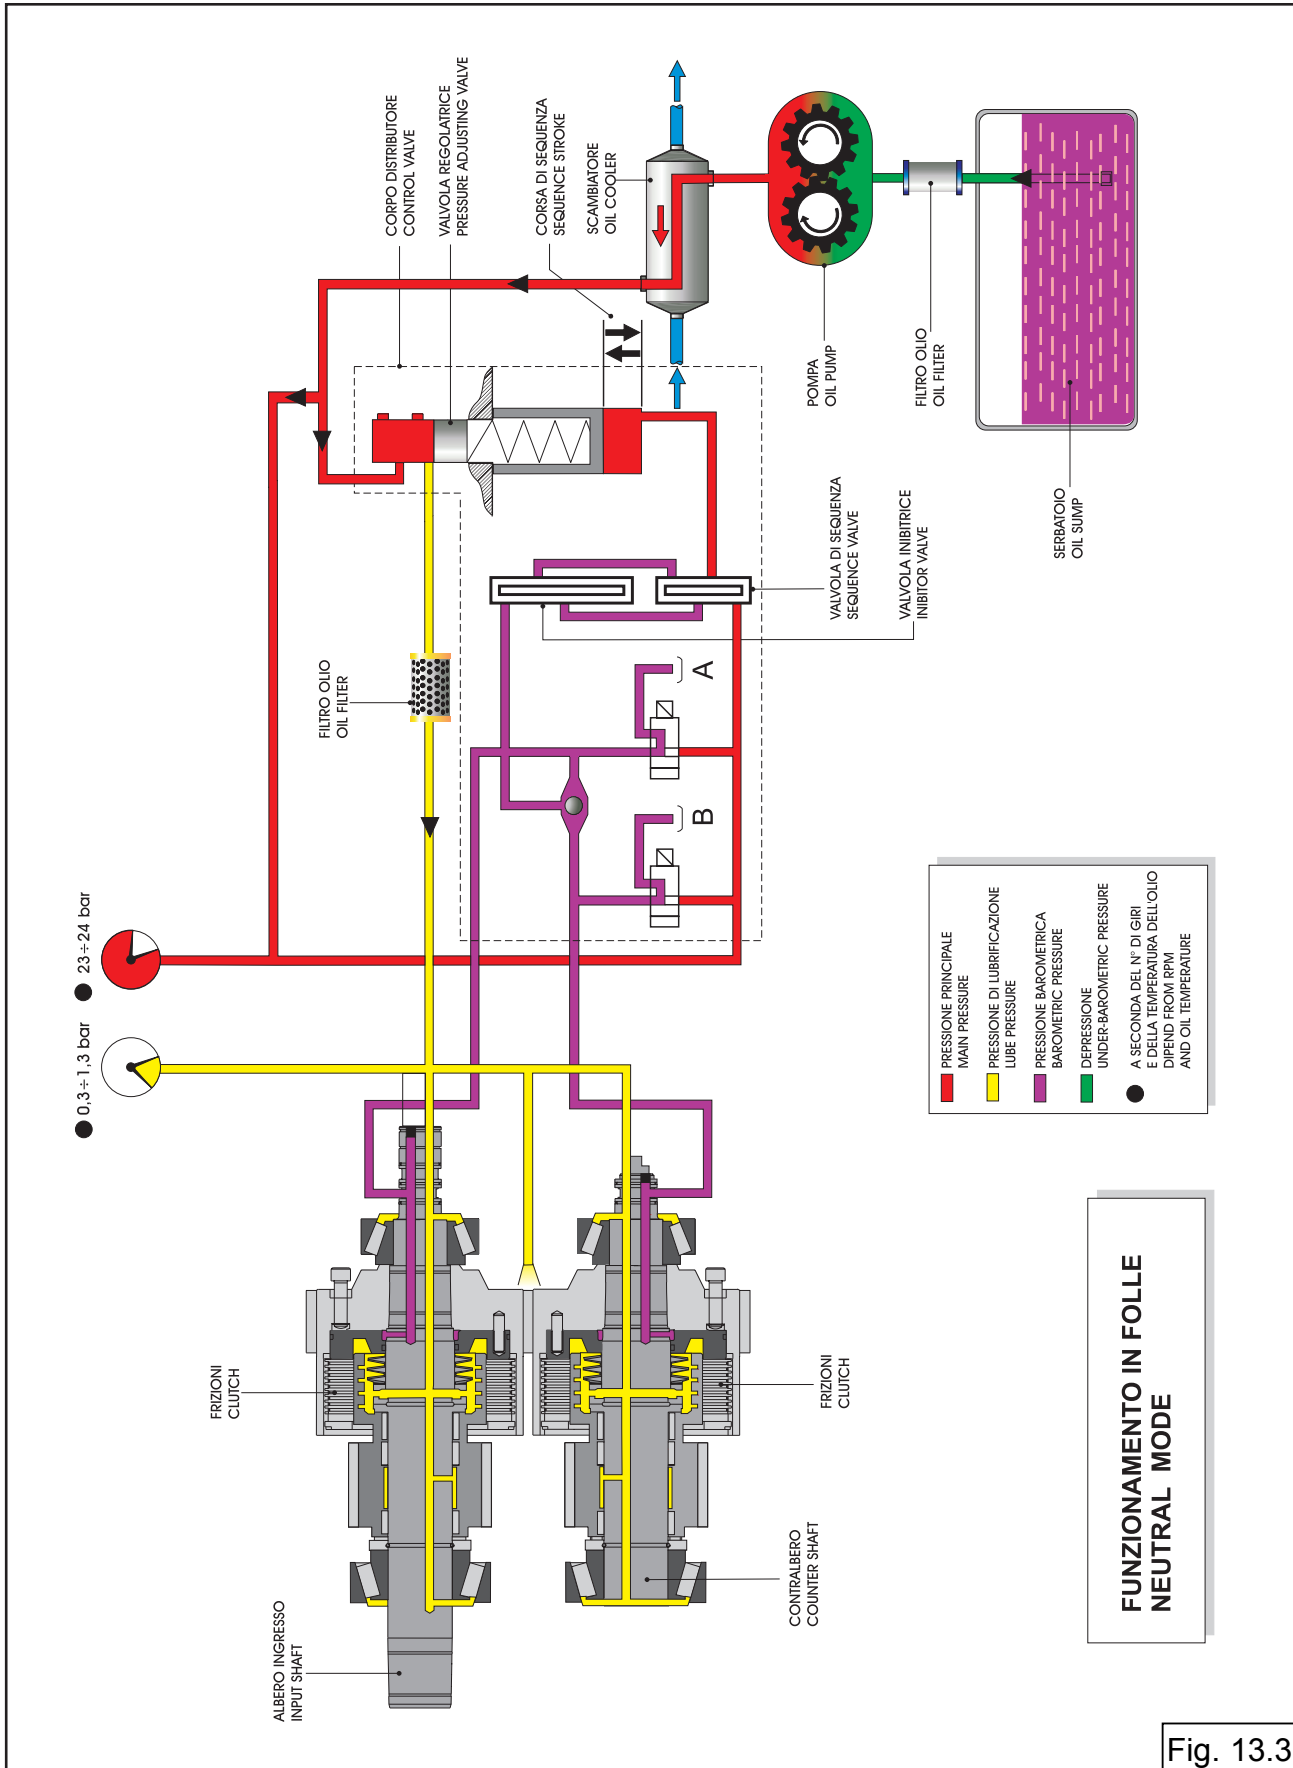 CORPO DISTRIBUTORE
CONTROL VALVE
VALVOLA REGOLATRICE
PRESSURE ADJUSTING VALVE
CORSA DI SEQUENZA
SEQUENCE STROKE
SCAMBIATORE
OIL COOLER
POMPA
OIL PUMP
FILTRO OLIO
OIL FILTER
SERBATOIO
OIL SUMP
VALVOLA DI SEQUENZA
SEQUENCE VALVE
VALVOLA INIBITRICE
INIBITOR VALVE
FILTRO OLIO
OIL FILTER
A
B
● 23÷24 bar
● 0,3÷1,3 bar
FRIZIONI
CLUTCH
FRIZIONI
CLUTCH
ALBERO INGRESSO
INPUT SHAFT
CONTRALBERO
COUNTER SHAFT
PRESSIONE PRINCIPALE
MAIN PRESSURE
PRESSIONE DI LUBRIFICAZIONE
LUBE PRESSURE
PRESSIONE BAROMETRICA
BAROMETRIC PRESSURE
DEPRESSIONE
UNDER-BAROMETRIC PRESSURE
● A SECONDA DEL N° DI GIRI
E DELLA TEMPERATURA DELL'OLIO
DIPEND FROM RPM
AND OIL TEMPERATURE
FUNZIONAMENTO IN FOLLE
NEUTRAL MODE
Fig. 13.3